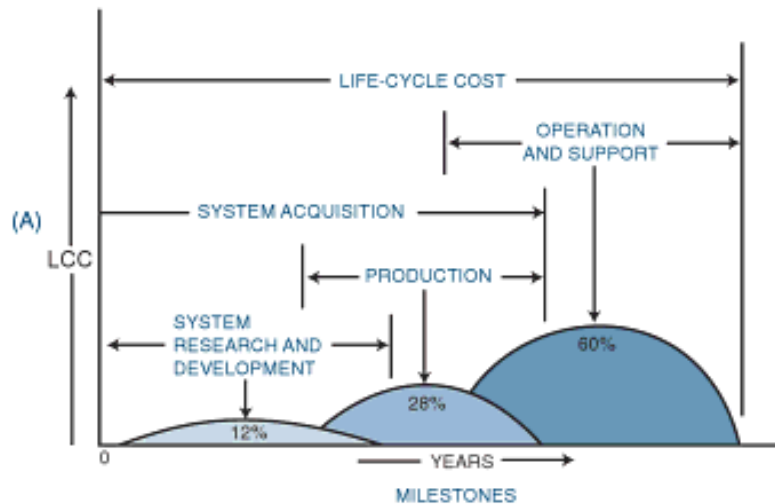 LIFE-CYCLE COST
OPERATION
AND SUPPORT
(A)
SYSTEM ACQUISITION
LCC
PRODUCTION
SYSTEM
RESEARCH AND
DEVELOPMENT
60%
28%
12%
0
YEARS
MILESTONES